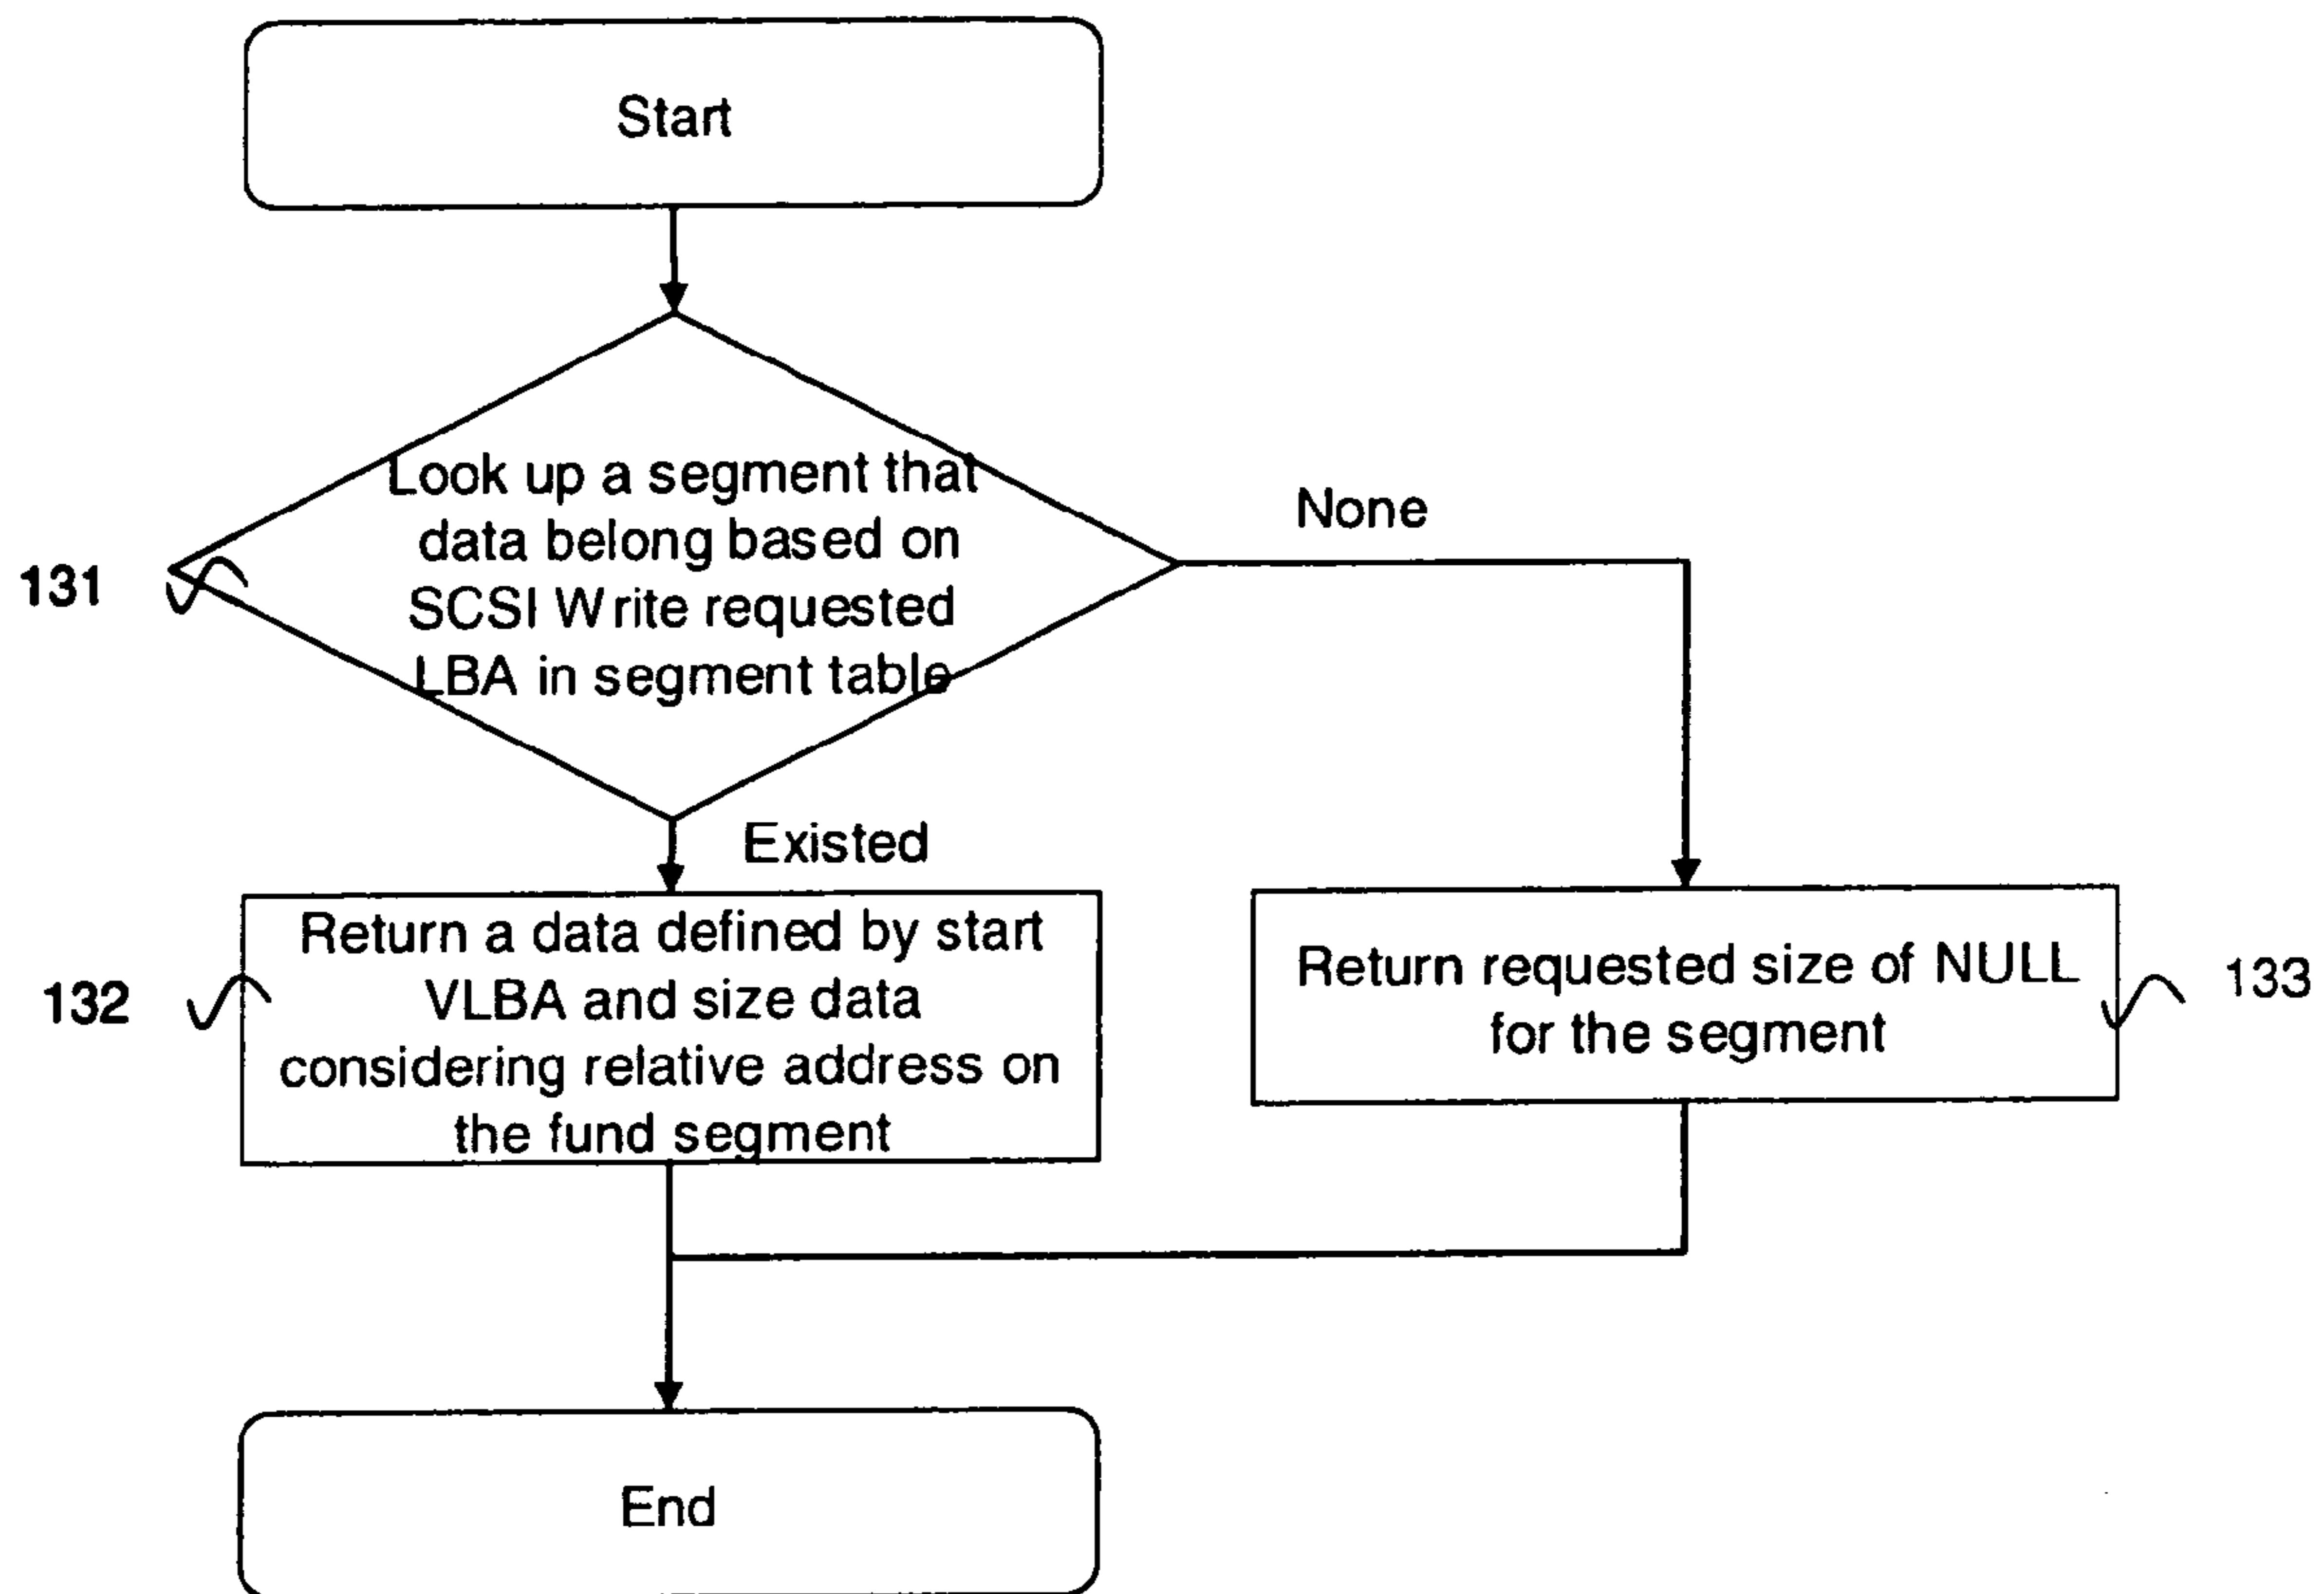 Start
Look up a segment that
data belong based on
SCSI Write requested
LBA in segment table
131
None
Existed
Return a data defined by start
VLBA and size data
considering relative address on
the fund segment
132
Return requested size of NULL
for the segment
133
End